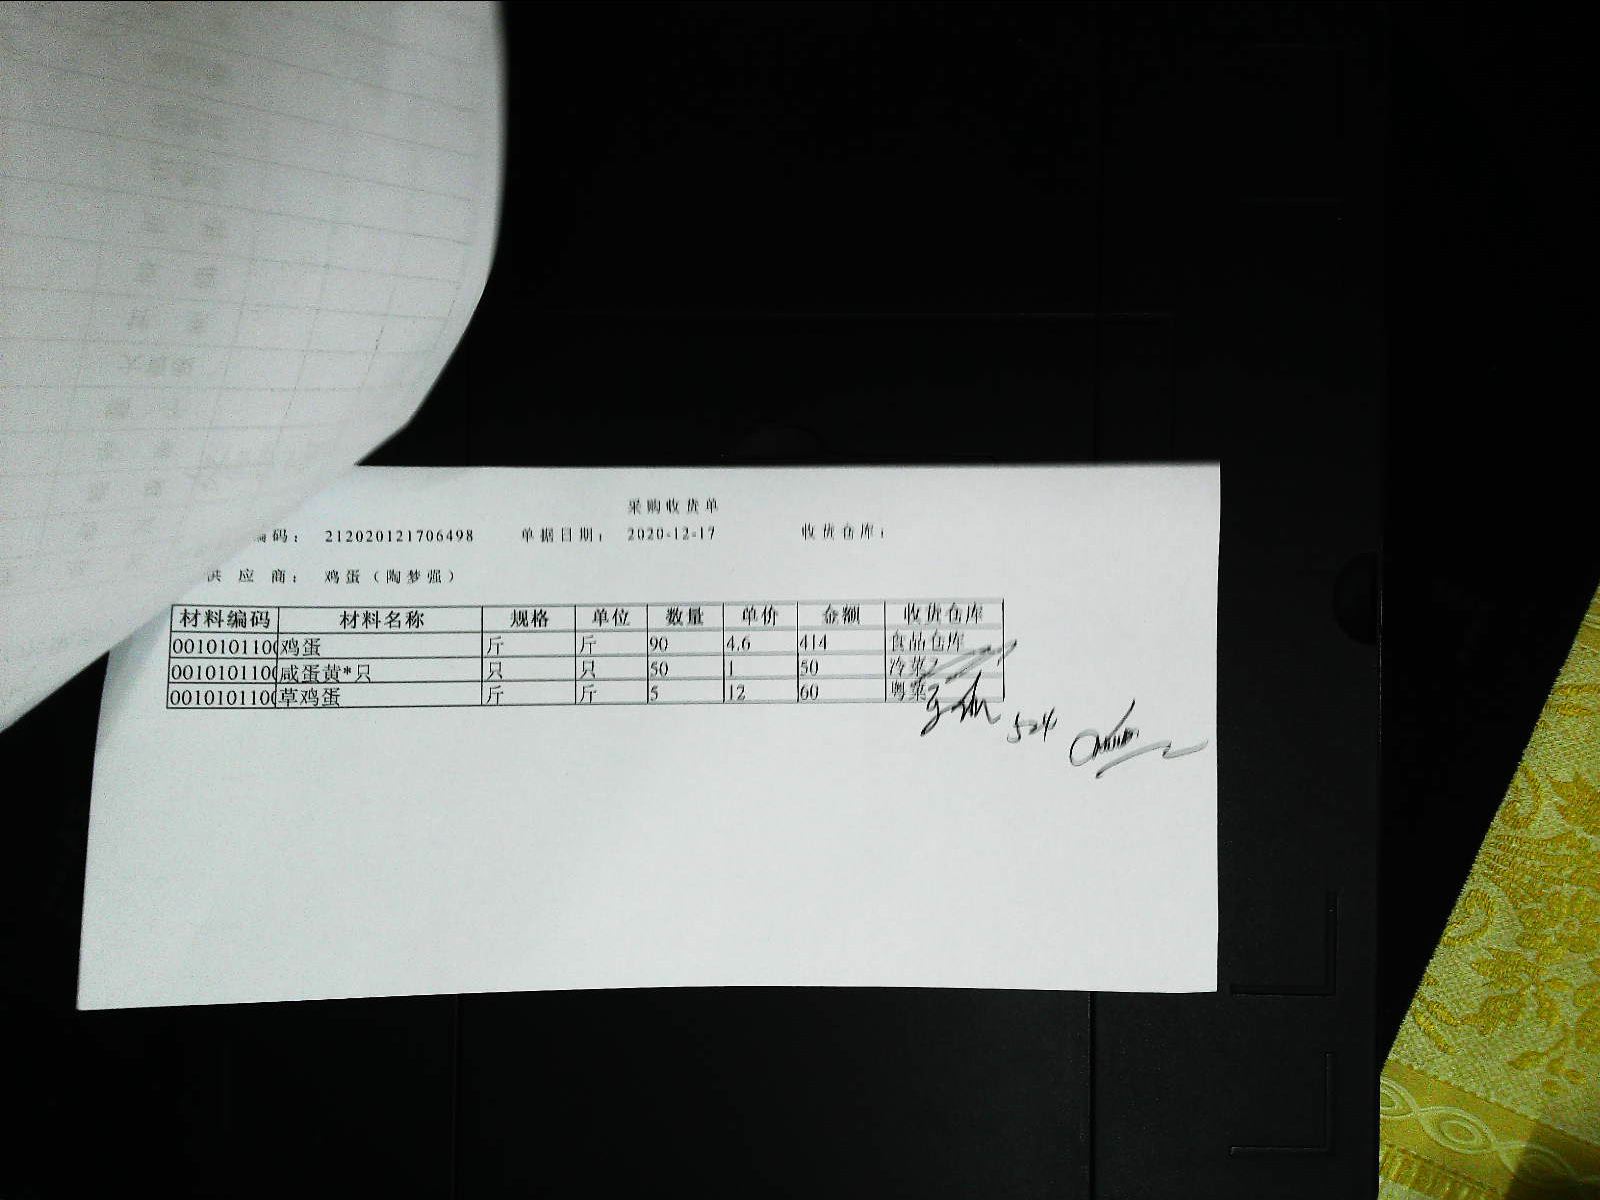 采购收货单
编码： 212020121706498 单据日期： 2020-12-17 收货仓库：
供应商： 鸡蛋（陶梦强）
材料编码 材料名称 规格 单位 数量 单价 金额 收货仓库
0010101100 鸡蛋 斤 斤 90 4.6 414 食品仓库
0010101100 咸蛋黄*只 只 只 50 1 50 冷菜
0010101100 草鸡蛋 斤 斤 5 12 60 粤菜
524